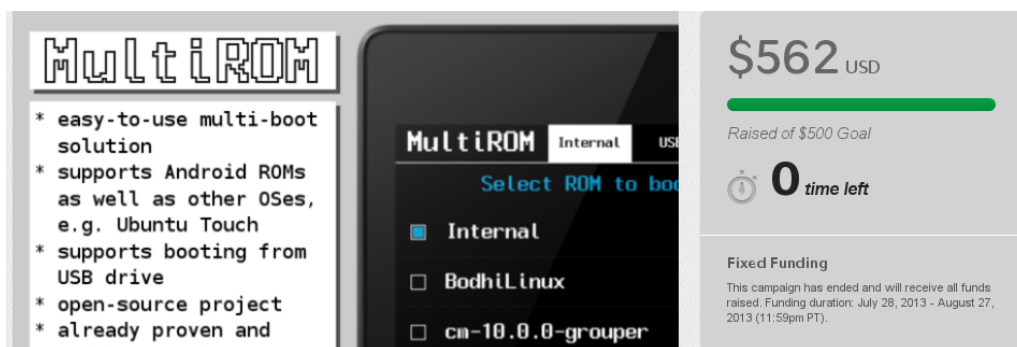 MultiROM
* easy-to-use multi-boot
solution
* supports Android ROMs
as well as other OSes,
e.g. Ubuntu Touch
* supports booting from
USB drive
* open-source project
* already proven and
MultiROM Internal USB
Select ROM to boo
Internal
BodhiLinux
cm-10.0.0-grouper
$562 USD
Raised of $500 Goal
0 time left
Fixed Funding
This campaign has ended and will receive all funds
raised. Funding duration: July 28, 2013 - August 27,
2013 (11:59pm PT).